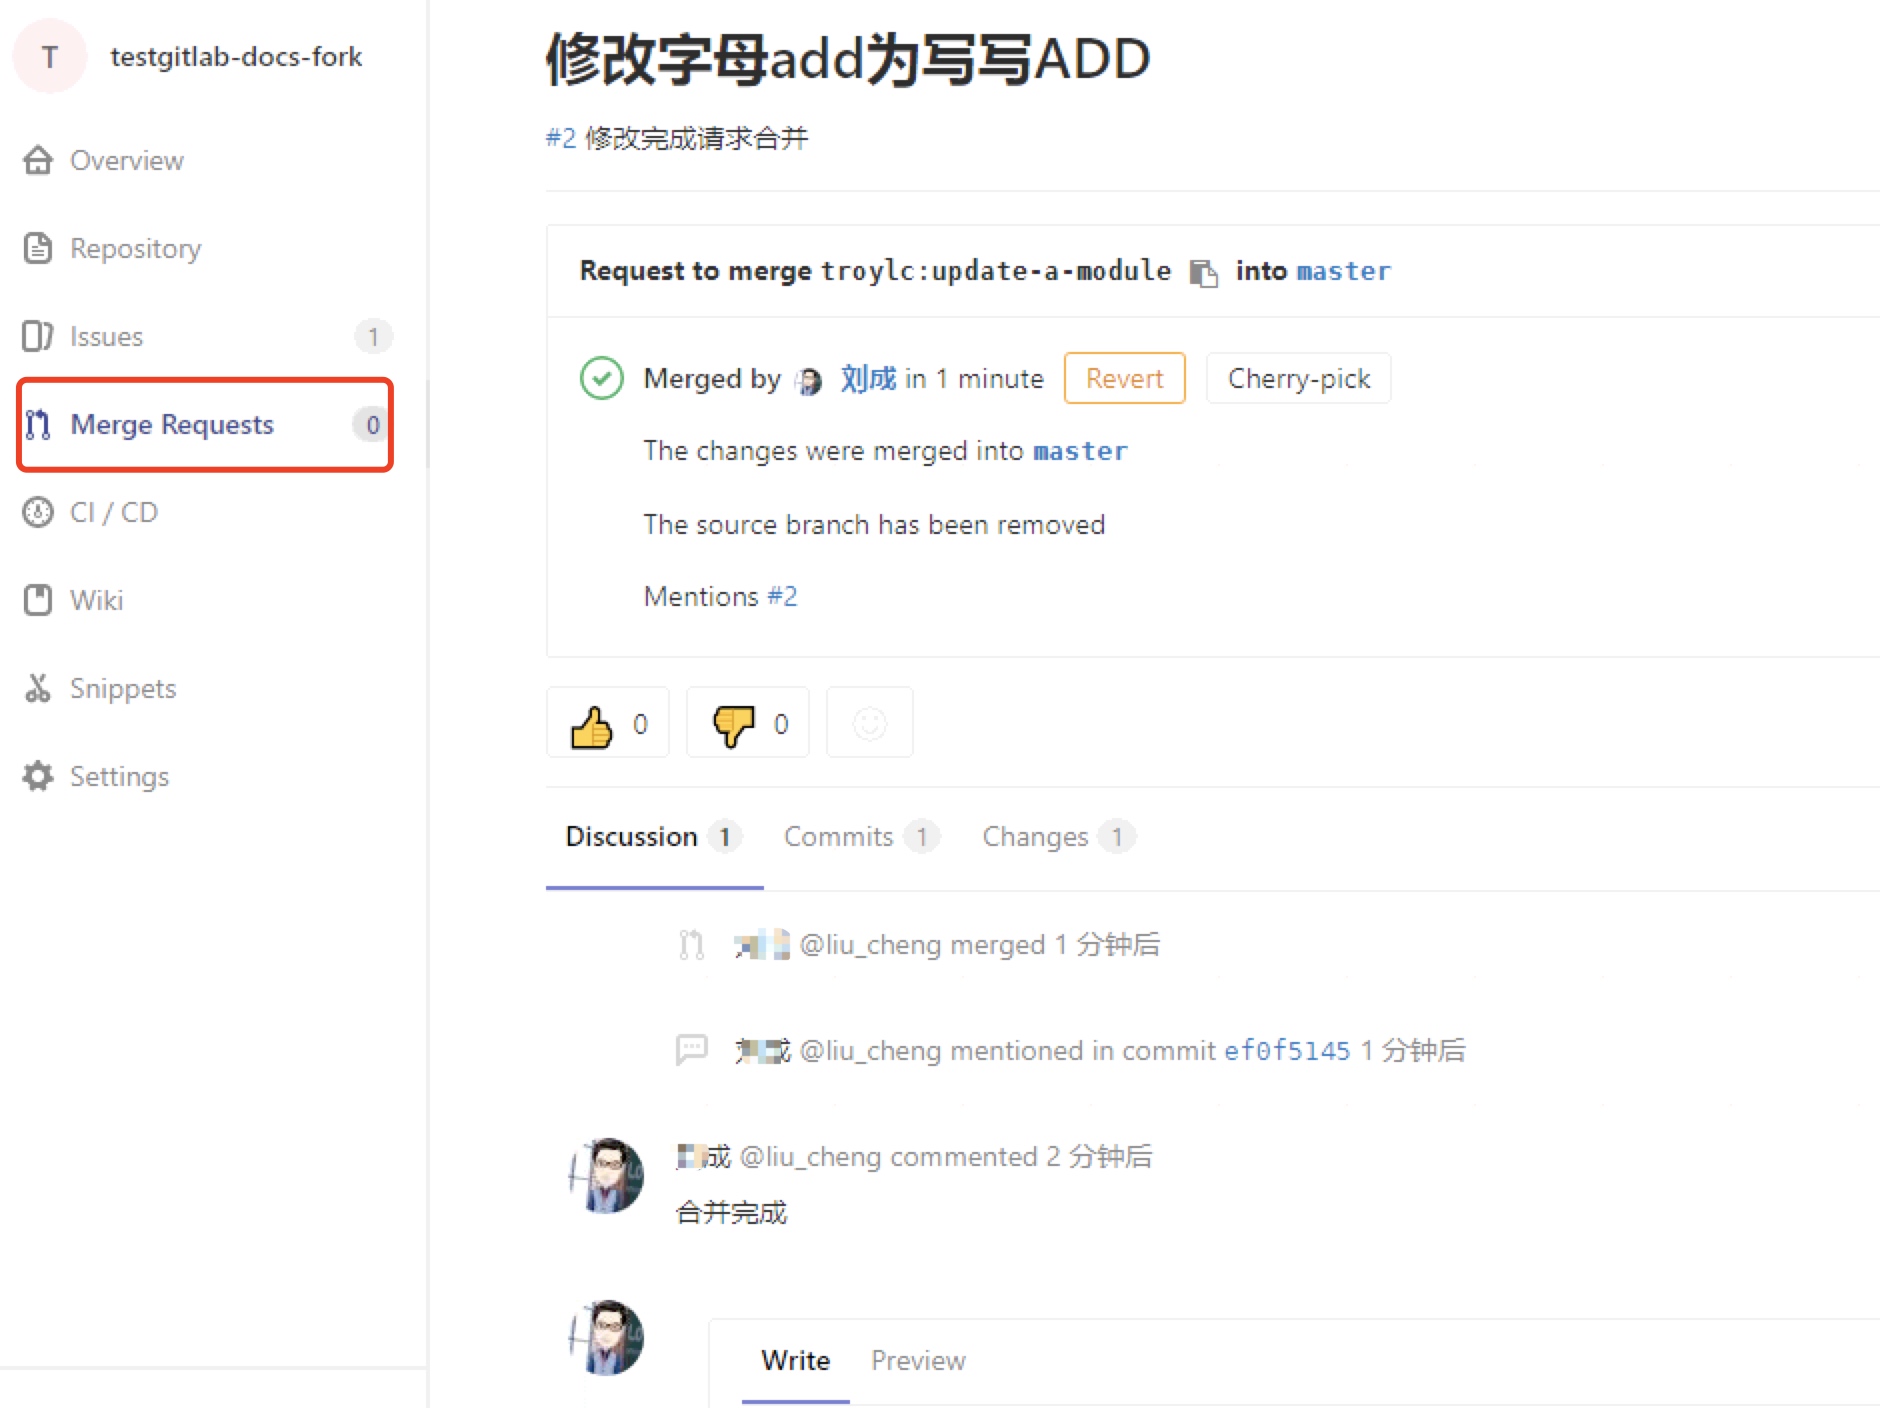 T testgitlab-docs-fork
Overview
Repository
Issues 1
Merge Requests 0
CI / CD
Wiki
Snippets
Settings
修改字母add为写写ADD
#2 修改完成请求合并
Request to merge troylc:update-a-module into master
Merged by 刘成 in 1 minute Revert Cherry-pick
The changes were merged into master
The source branch has been removed
Mentions #2
0 0
Discussion 1 Commits 1 Changes 1
@liu_cheng merged 1 分钟后
@liu_cheng mentioned in commit ef0f5145 1 分钟后
成 @liu_cheng commented 2 分钟后
合并完成
Write Preview